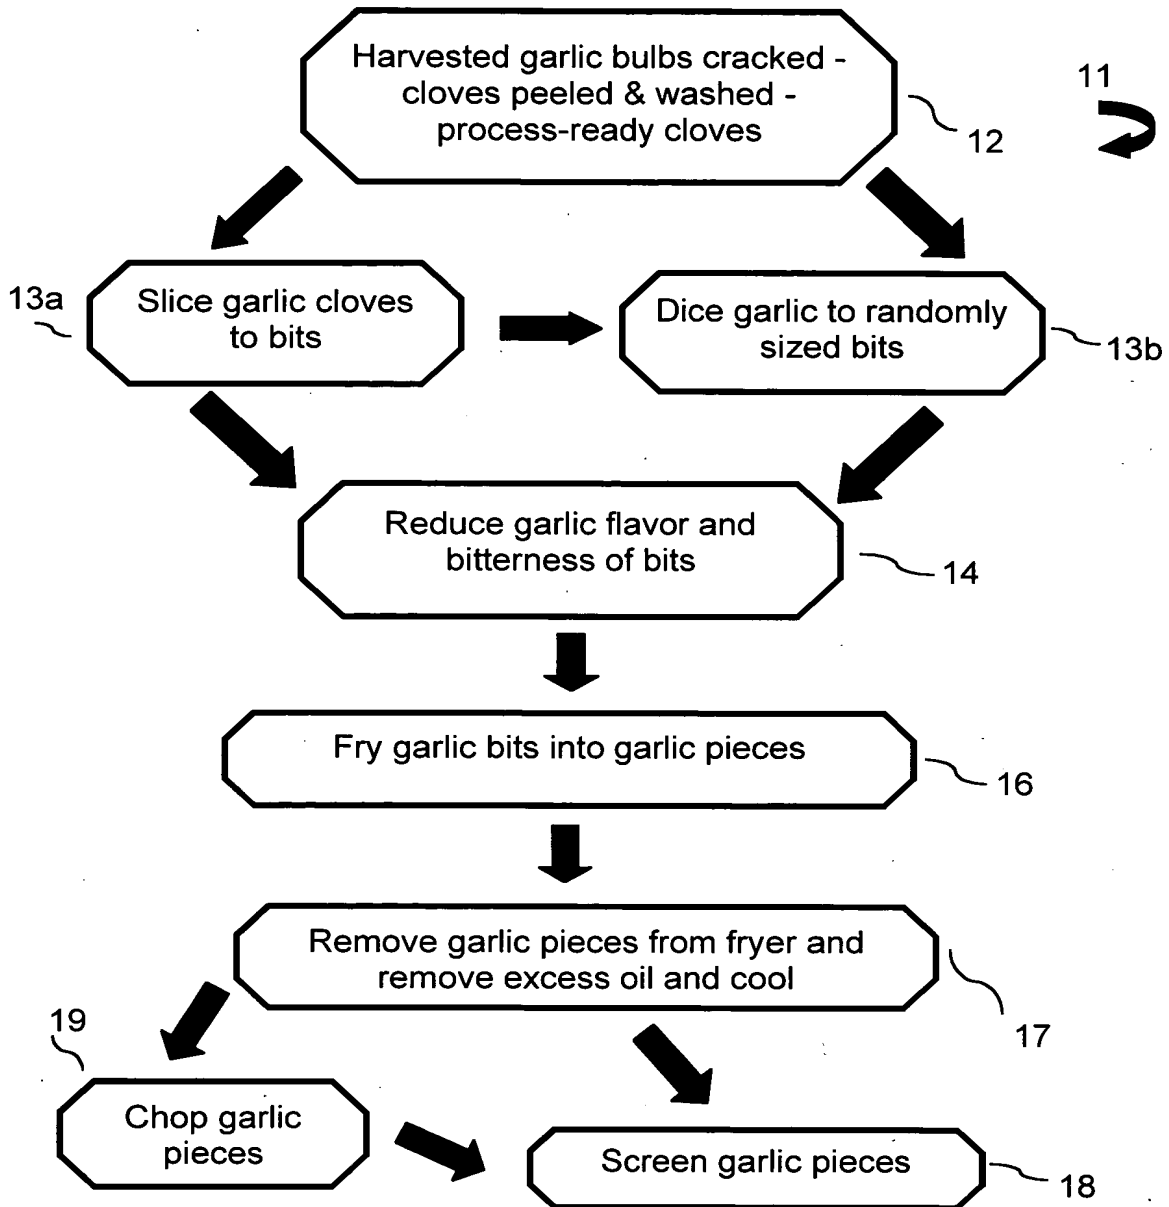 Harvested garlic bulbs cracked -
cloves peeled & washed -
process-ready cloves
11
12
13a
Slice garlic cloves
to bits
Dice garlic to randomly
sized bits
13b
Reduce garlic flavor and
bitterness of bits
14
Fry garlic bits into garlic pieces
16
Remove garlic pieces from fryer and
remove excess oil and cool
17
19
Chop garlic
pieces
Screen garlic pieces
18